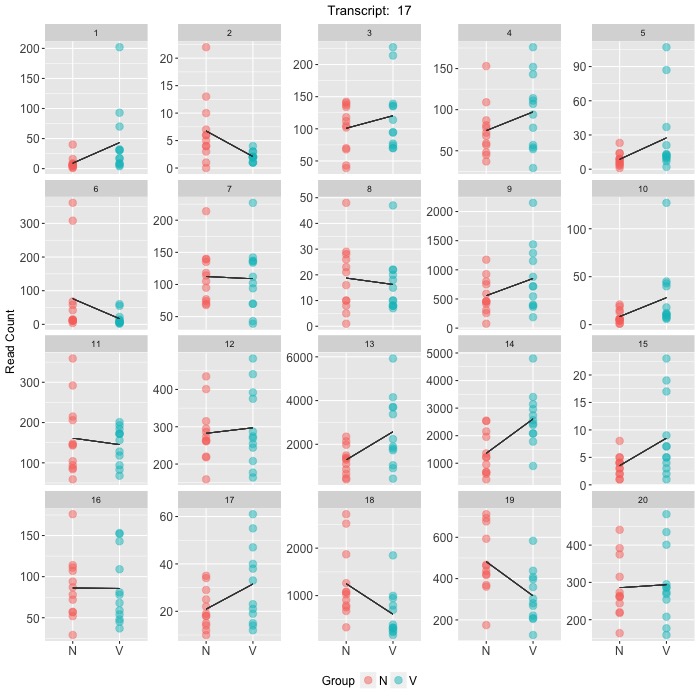 Transcript: 17
1 2 3 4 5
200 150 100 50 0
20 15 10 5 0
200 150 100 50
150 100 50
90 60 30 0
6 7 8 9 10
300 200 100 0
200 150 100 50
50 40 30 20 10 0
2000 1500 1000 500 0
100 50 0
Read Count
11 12 13 14 15
300 200 100
400 300 200
6000 4000 2000
5000 4000 3000 2000 1000
20 15 10 5 0
16 17 18 19 20
150 100 50
60 40 20
2000 1000
600 400 200
400 300 200
N V N V N V N V N V
Group N V